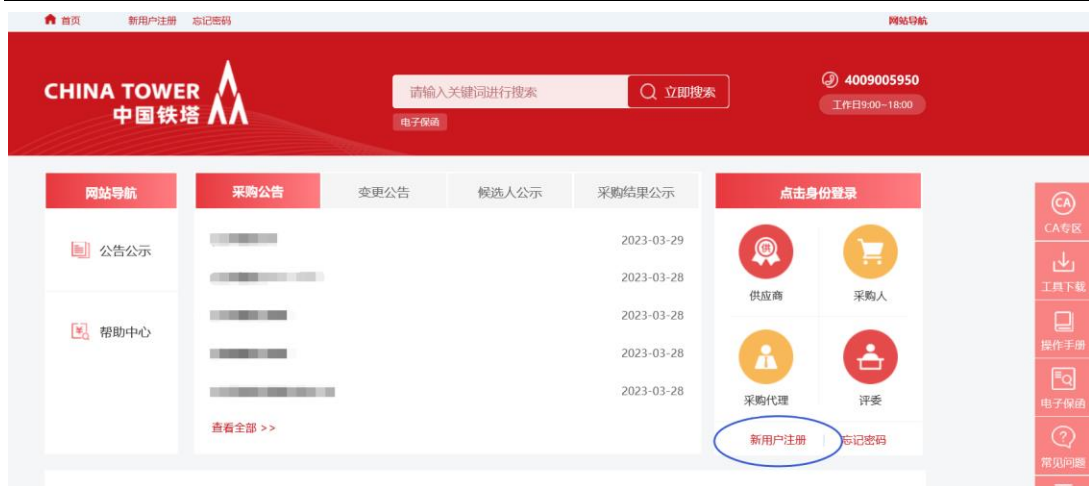 首页 新用户注册 忘记密码 网站导航
CHINA TOWER
中国铁塔
请输入关键词进行搜索 立即搜索
电子保函
4009005950
工作日9:00~18:00
网站导航
公告公示
帮助中心
采购公告 变更公告 候选人公示 采购结果公示
2023-03-29
2023-03-28
2023-03-28
2023-03-28
2023-03-28
查看全部 >>
点击身份登录
供
供应商 采购人
采购代理 评委
新用户注册 忘记密码
CA
CA专区
工具下载
操作手册
电子保函
常见问题